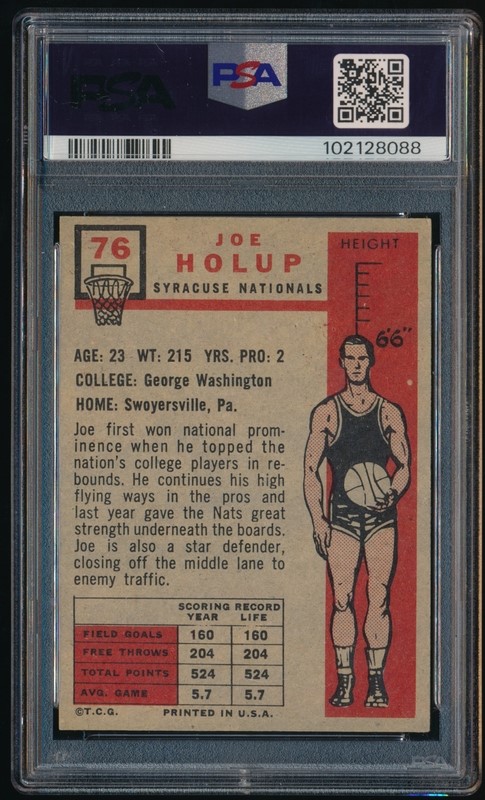 PSA
PSA
102128088
76
JOE
HOLUP
SYRACUSE NATIONALS
HEIGHT
6'6"
AGE: 23 WT: 215 YRS. PRO: 2
COLLEGE: George Washington
HOME: Swoyersville, Pa.
Joe first won national prom-
inence when he topped the
nation's college players in re-
bounds. He continues his high
flying ways in the pros and
last year gave the Nats great
strength underneath the boards.
Joe is also a star defender,
closing off the middle lane to
enemy traffic.
SCORING RECORD
YEAR LIFE
FIELD GOALS 160 160
FREE THROWS 204 204
TOTAL POINTS 524 524
AVG. GAME 5.7 5.7
©T.C.G. PRINTED IN U.S.A.
PSA